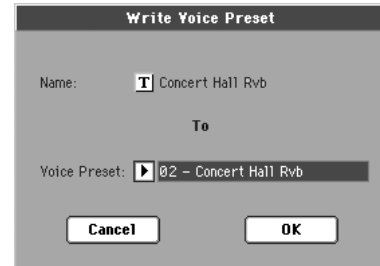 Write Voice Preset
Name: T Concert Hall Rvb
To
Voice Preset: 02 - Concert Hall Rvb
Cancel OK